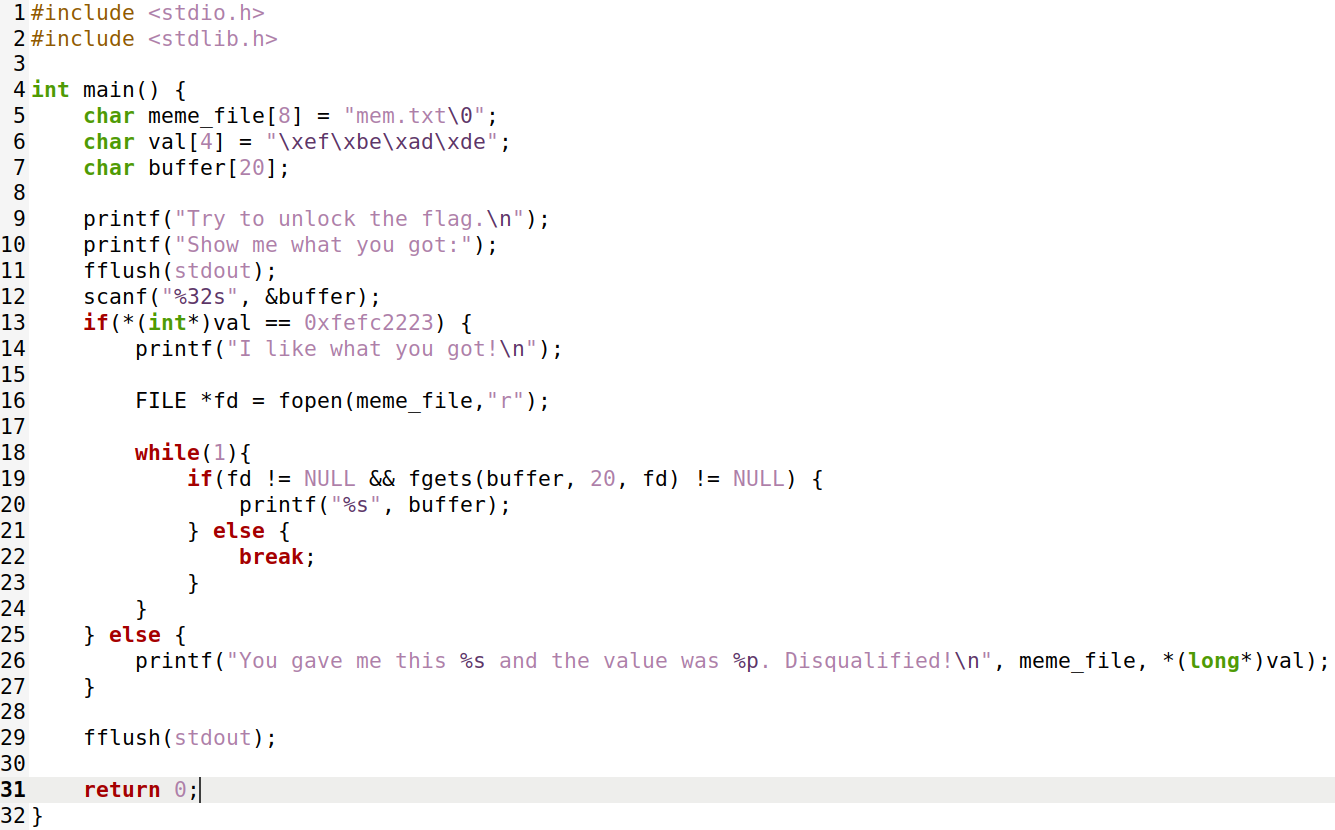 1 #include <stdio.h>
2 #include <stdlib.h>
3
4 int main() {
5     char meme_file[8] = "mem.txt\0";
6     char val[4] = "\xef\xbe\xad\xde";
7     char buffer[20];
8
9     printf("Try to unlock the flag.\n");
10     printf("Show me what you got:");
11     fflush(stdout);
12     scanf("%32s", &buffer);
13     if(*(int*)val == 0xfefc2223) {
14         printf("I like what you got!\n");
15
16         FILE *fd = fopen(meme_file,"r");
17
18         while(1){
19             if(fd != NULL && fgets(buffer, 20, fd) != NULL) {
20                 printf("%s", buffer);
21             } else {
22                 break;
23             }
24         }
25     } else {
26         printf("You gave me this %s and the value was %p. Disqualified!\n", meme_file, *(long*)val);
27     }
28
29     fflush(stdout);
30
31     return 0;
32 }